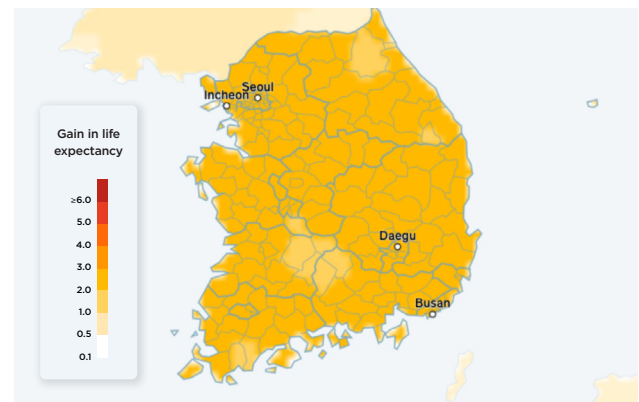 Seoul
Incheon
Gain in life
expectancy
≥6.0
5.0
4.0
3.0
2.0
1.0
0.5
0.1
Daegu
Busan